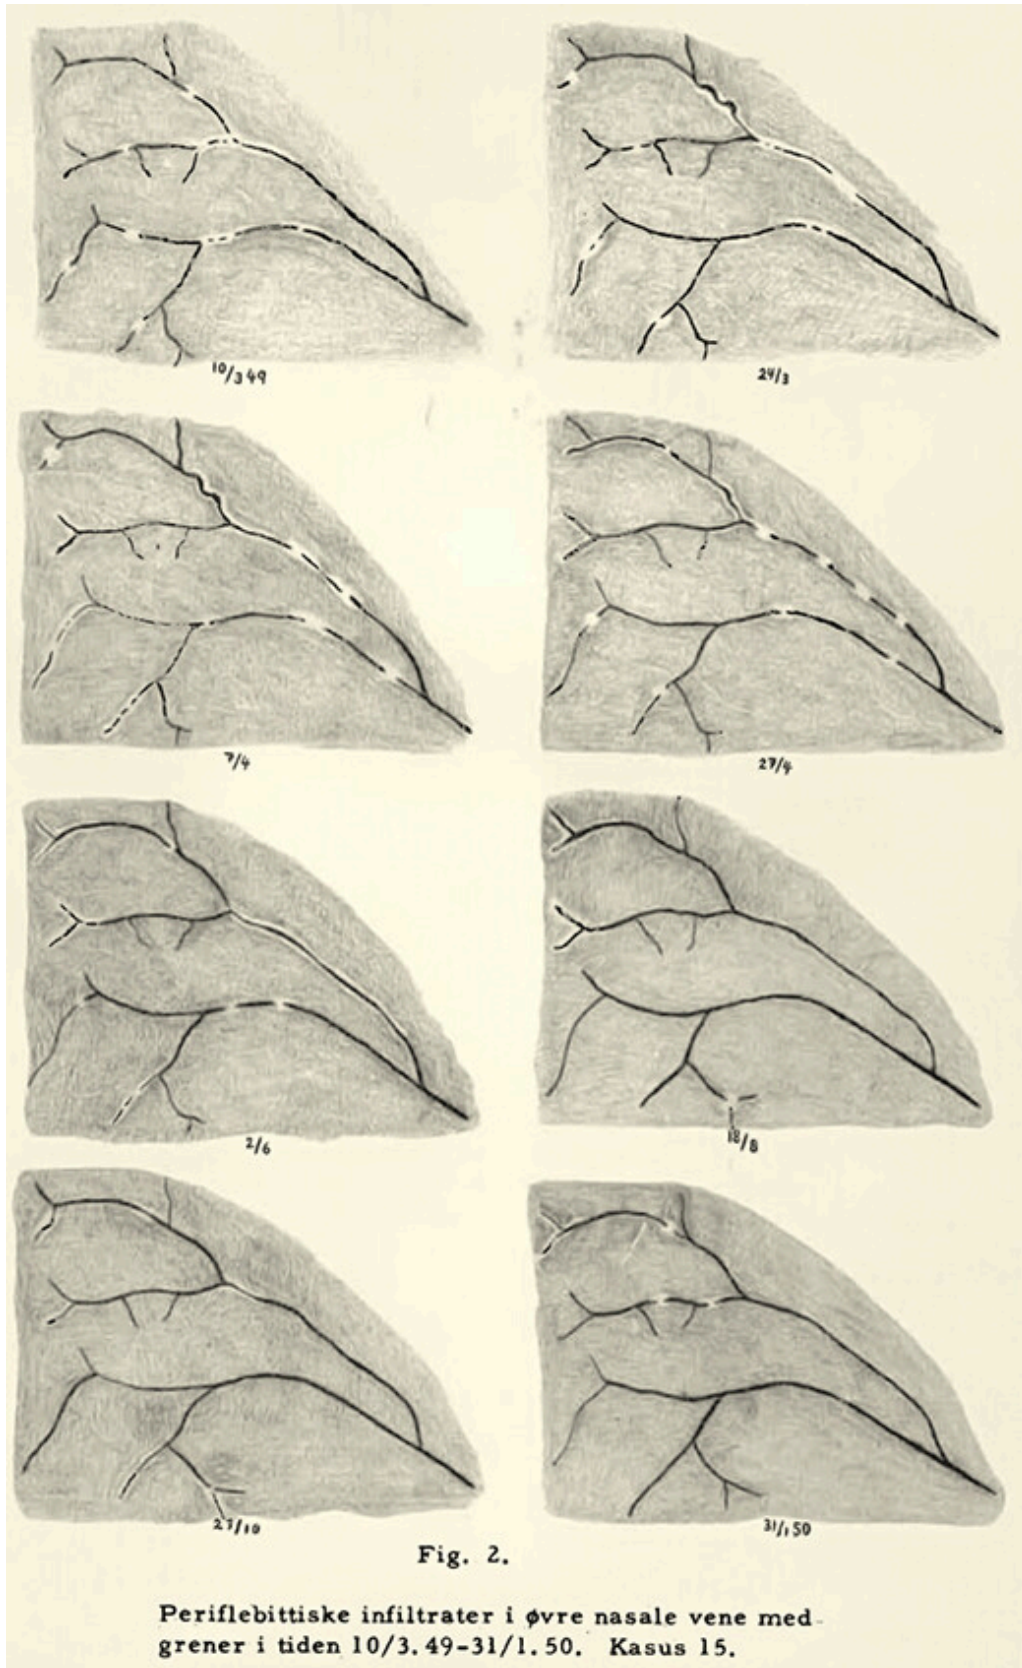 10/3 49
24/3
7/4
27/4
2/6
18/8
27/10
31/1 50
Fig. 2.
Periflebittiske infiltrater i øvre nasale vene med
grener i tiden 10/3.49-31/1.50. Kasus 15.